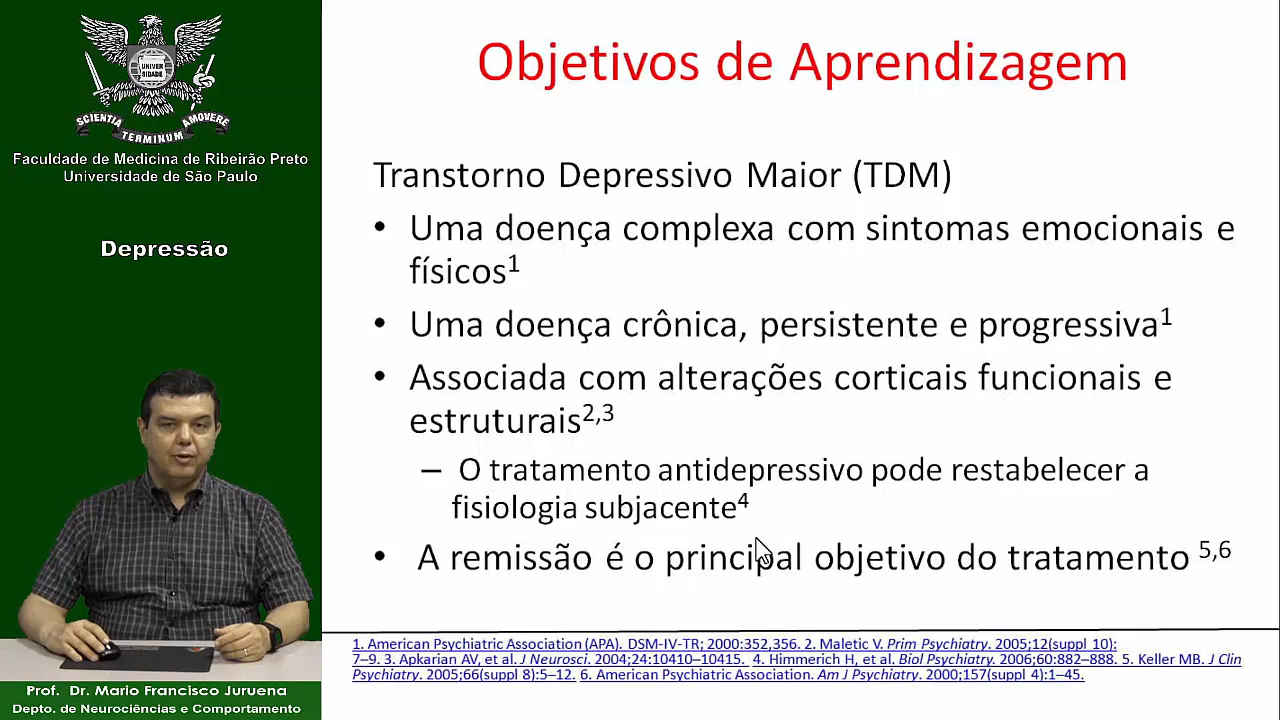 UNIVER
SIDADE
SCIENTIA
TERMINUM
AMOVERE
Faculdade de Medicina de Ribeirão Preto
Universidade de São Paulo
Depressão
Objetivos de Aprendizagem
Transtorno Depressivo Maior (TDM)
• Uma doença complexa com sintomas emocionais e
físicos1
• Uma doença crônica, persistente e progressiva1
• Associada com alterações corticais funcionais e
estruturais2,3
– O tratamento antidepressivo pode restabelecer a
fisiologia subjacente4
• A remissão é o principal objetivo do tratamento 5,6
1. American Psychiatric Association (APA). DSM-IV-TR; 2000:352,356. 2. Maletic V. Prim Psychiatry. 2005;12(suppl 10):
7–9. 3. Apkarian AV, et al. J Neurosci. 2004;24:10410–10415. 4. Himmerich H, et al. Biol Psychiatry. 2006;60:882–888. 5. Keller MB. J Clin
Psychiatry. 2005;66(suppl 8):5–12. 6. American Psychiatric Association. Am J Psychiatry. 2000;157(suppl 4):1–45.
Prof. Dr. Mario Francisco Juruena
Depto. de Neurociências e Comportamento